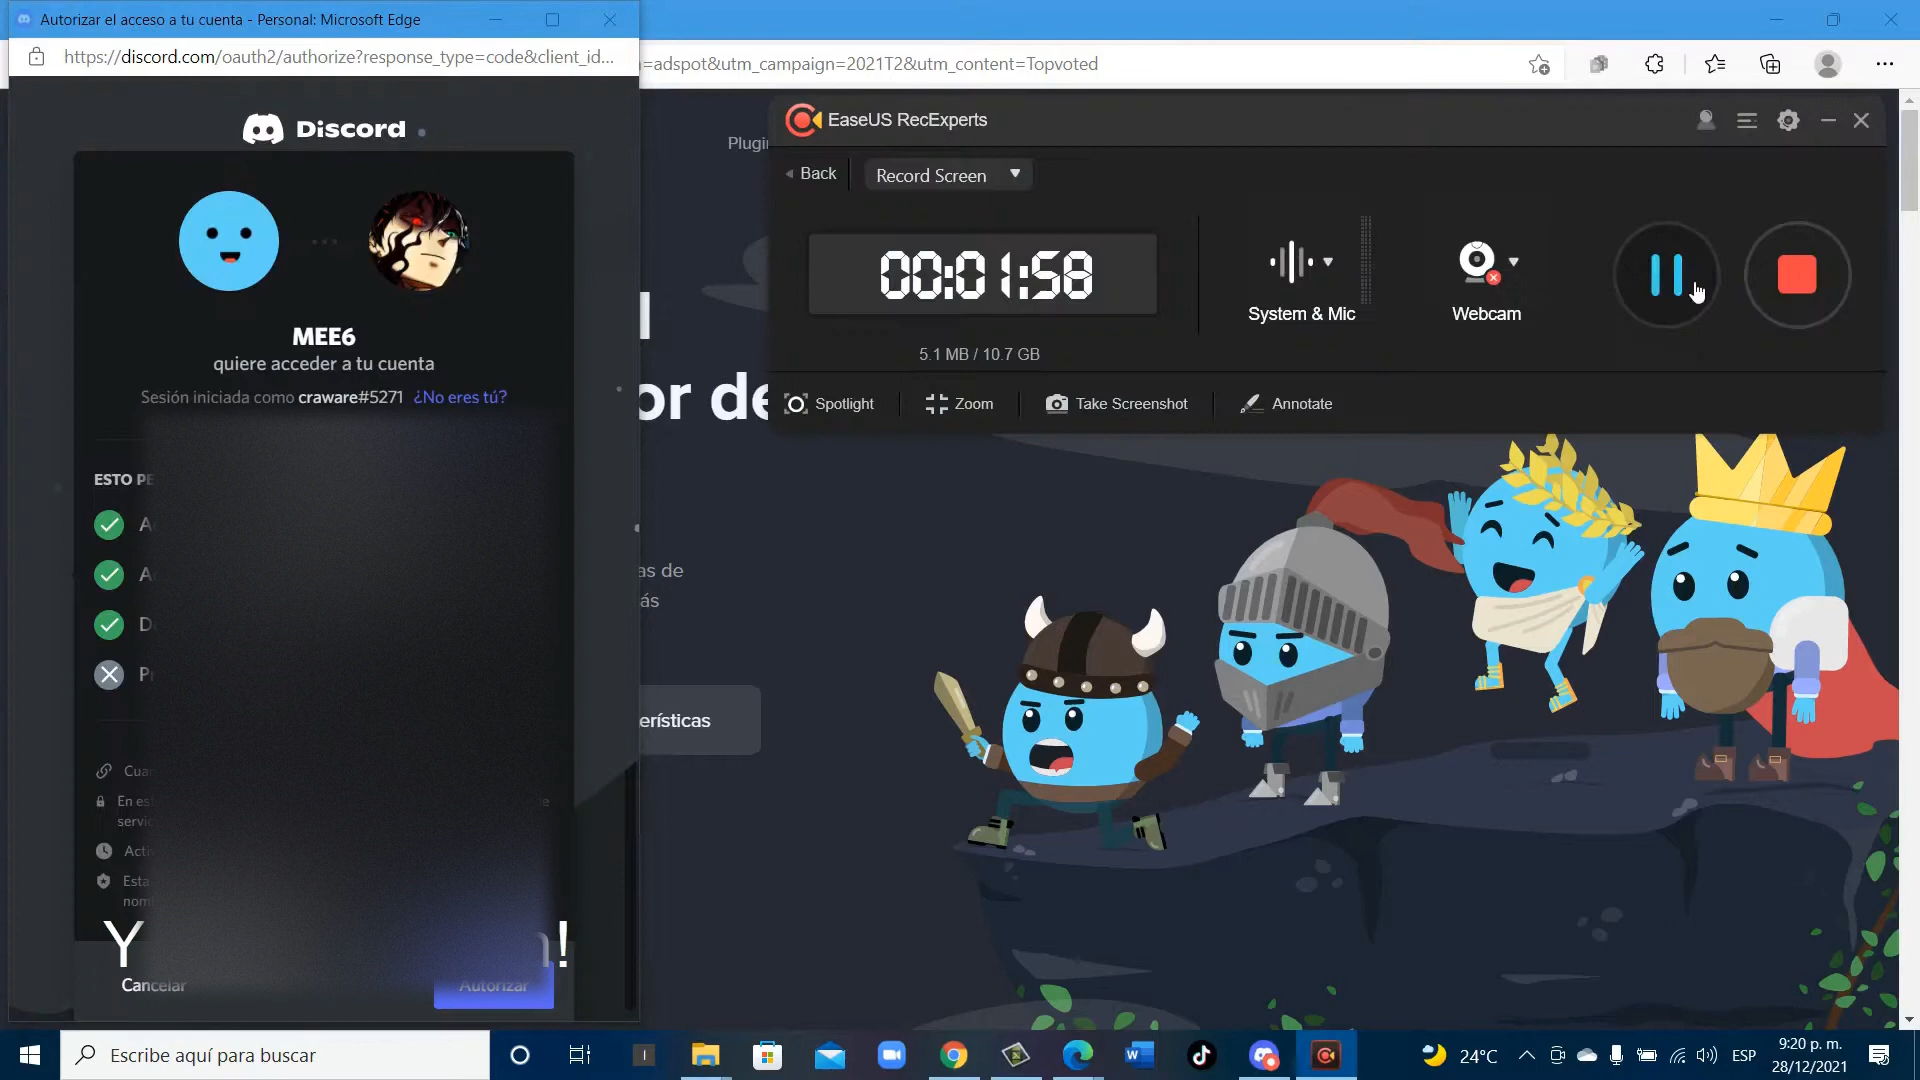 Autorizar el acceso a tu cuenta - Personal: Microsoft Edge
https://discord.com/oauth2/authorize?response_type=code&client_id...
=adspot&utm_campaign=2021T2&utm_content=Topvoted
Discord
MEE6
quiere acceder a tu cuenta
Sesión iniciada como craware#5271 ¿No eres tú?
ESTO
Cancelar
Autorizar
or de
as de
ás
erísticas
EaseUS RecExperts
Back
Record Screen
00:01:58
5.1 MB / 10.7 GB
System & Mic
Webcam
Spotlight
Zoom
Take Screenshot
Annotate
Escribe aquí para buscar
24°C
ESP
9:20 p. m.
28/12/2021